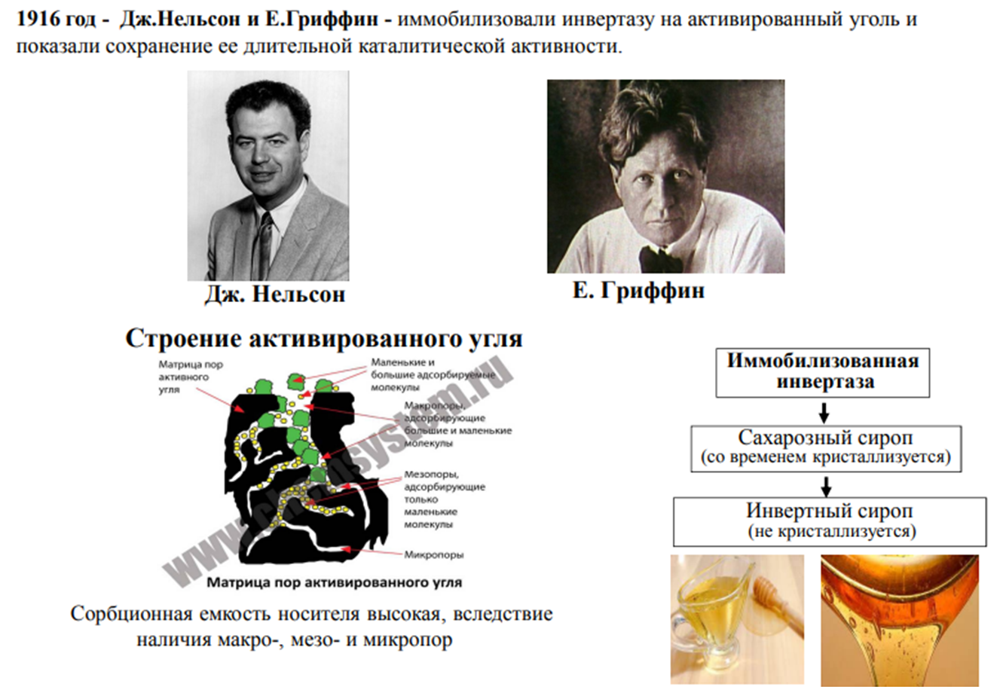 1916 год - Дж.Нельсон и Е.Гриффин - иммобилизовали инвертазу на активированный уголь и
показали сохранение ее длительной каталитической активности.
Дж. Нельсон
Е. Гриффин
Строение активированного угля
Матрица пор
активного
угля
Маленькие и
большие адсорбируемые
молекулы
Макропоры,
адсорбирующие
большие и маленькие
молекулы
Мезопоры,
адсорбирующие
только
маленькие
молекулы
Микропоры
Матрица пор активированного угля
Сорбционная емкость носителя высокая, вследствие
наличия макро-, мезо- и микропор
Иммобилизованная
инвертаза
Сахарозный сироп
(со временем кристаллизуется)
Инвертный сироп
(не кристаллизуется)